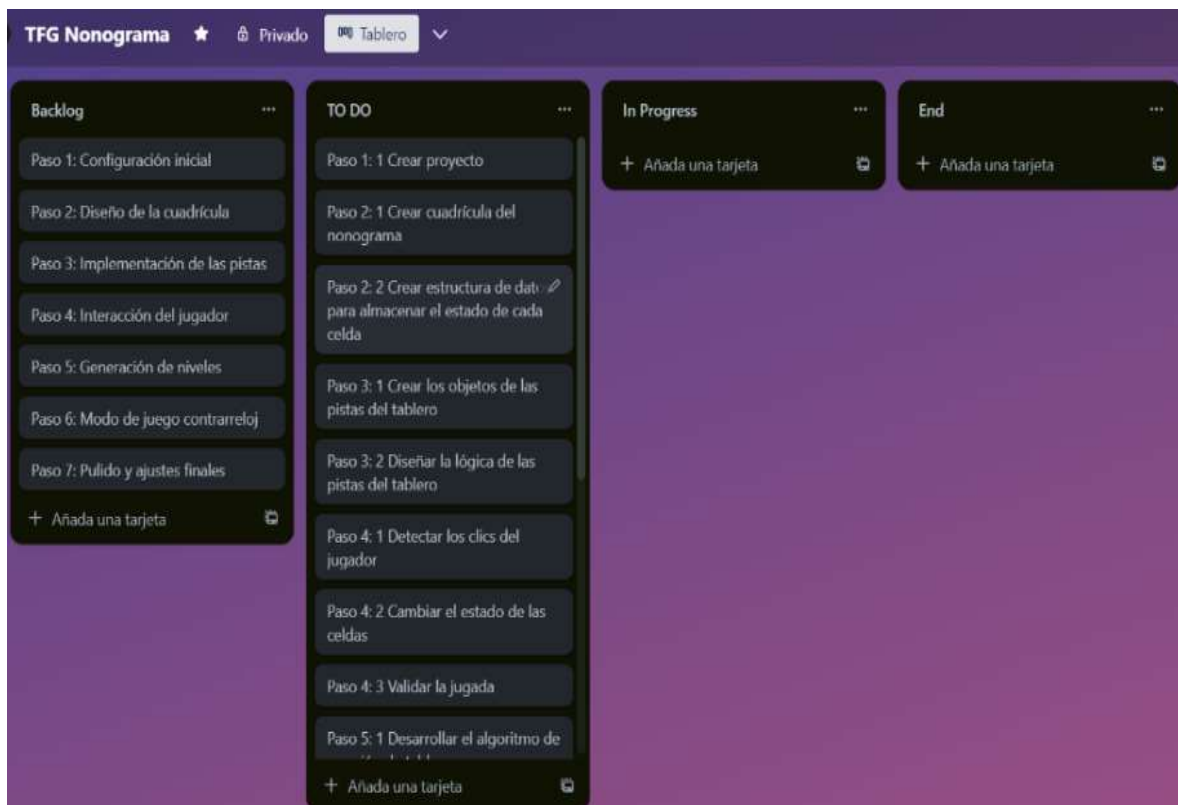 TFG Nonograma
Privado
Tablero
Backlog
Paso 1: Configuración inicial
Paso 2: Diseño de la cuadrícula
Paso 3: Implementación de las pistas
Paso 4: Interacción del jugador
Paso 5: Generación de niveles
Paso 6: Modo de juego contrarreloj
Paso 7: Pulido y ajustes finales
+ Añada una tarjeta
TO DO
Paso 1: 1 Crear proyecto
Paso 2: 1 Crear cuadrícula del
nonograma
Paso 2: 2 Crear estructura de dat
para almacenar el estado de cada
celda
Paso 3: 1 Crear los objetos de las
pistas del tablero
Paso 3: 2 Diseñar la lógica de las
pistas del tablero
Paso 4: 1 Detectar los clics del
jugador
Paso 4: 2 Cambiar el estado de las
celdas
Paso 4: 3 Validar la jugada
Paso 5: 1 Desarrollar el algoritmo de
+ Añada una tarjeta
In Progress
+ Añada una tarjeta
End
+ Añada una tarjeta